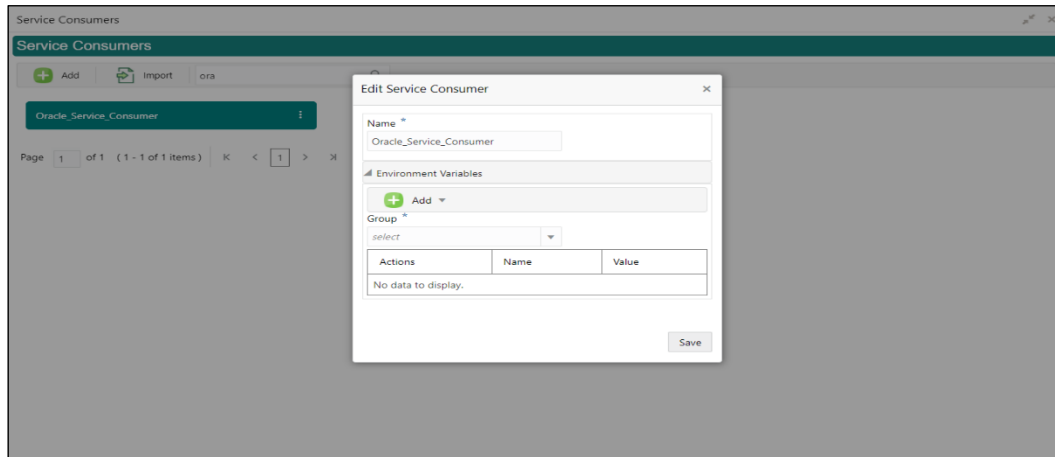 Service Consumers
Service Consumers
Add Import ora
Oracle_Service_Consumer
Page 1 of 1 (1 - 1 of 1 items) K < 1 > >|
Edit Service Consumer
Name *
Oracle_Service_Consumer
Environment Variables
Add
Group *
select
Actions Name Value
No data to display.
Save